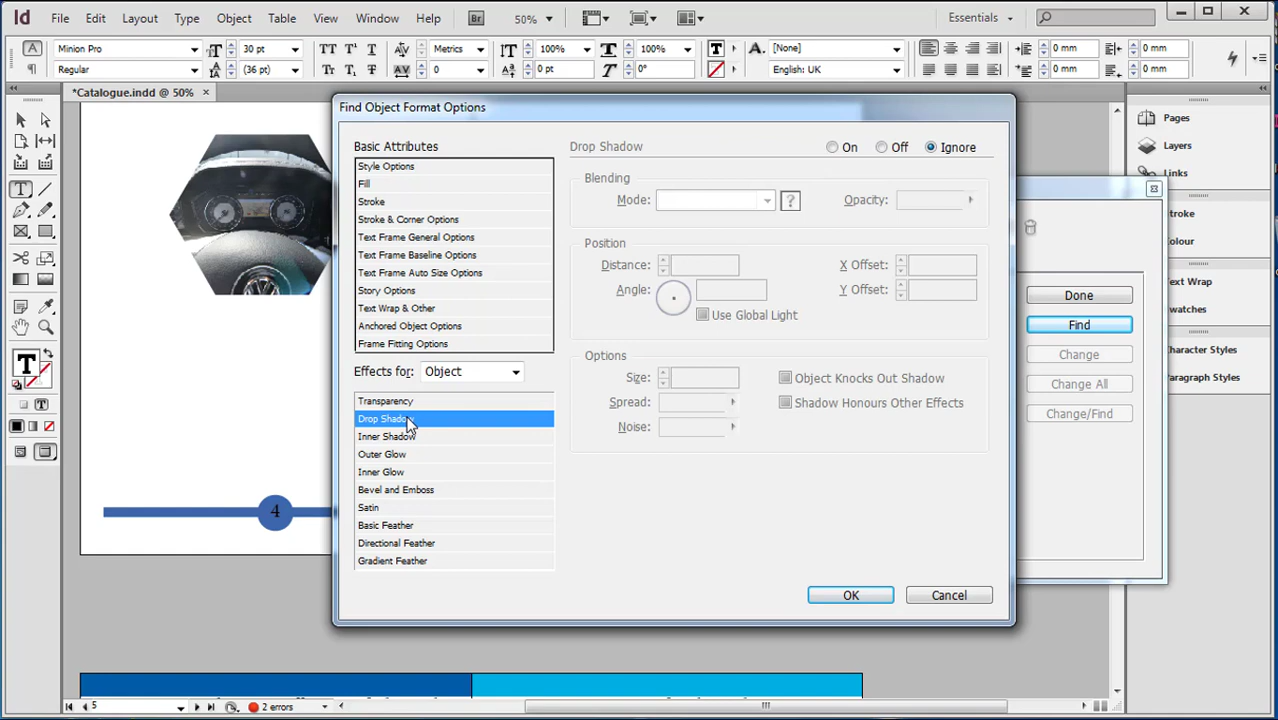 Id File Edit Layout Type Object Table View Window Help Br 50% Essentials
A Minion Pro 30 pt TT T¹ T Metrics 100% 100% T A. [None] 0 mm 0 mm
¶ Regular (36 pt) Tr T₁ T AV 0 0 pt 0° English: UK 0 mm 0 mm
*Catalogue.indd @ 50% ×
Find Object Format Options
Basic Attributes
Style Options
Fill
Stroke
Stroke & Corner Options
Text Frame General Options
Text Frame Baseline Options
Text Frame Auto Size Options
Story Options
Text Wrap & Other
Anchored Object Options
Frame Fitting Options
Effects for: Object
Transparency
Drop Shadow
Inner Shadow
Outer Glow
Inner Glow
Bevel and Emboss
Satin
Basic Feather
Directional Feather
Gradient Feather
Drop Shadow On Off Ignore
Blending
Mode: ? Opacity:
Position
Distance: X Offset:
Angle: Y Offset:
Use Global Light
Options
Size: Object Knocks Out Shadow
Spread: Shadow Honours Other Effects
Noise:
OK Cancel
Done
Find
Change
Change All
Change/Find
Pages
Layers
Links
Stroke
Colour
Text Wrap
watches
Character Styles
Paragraph Styles
4
T
5 2 errors